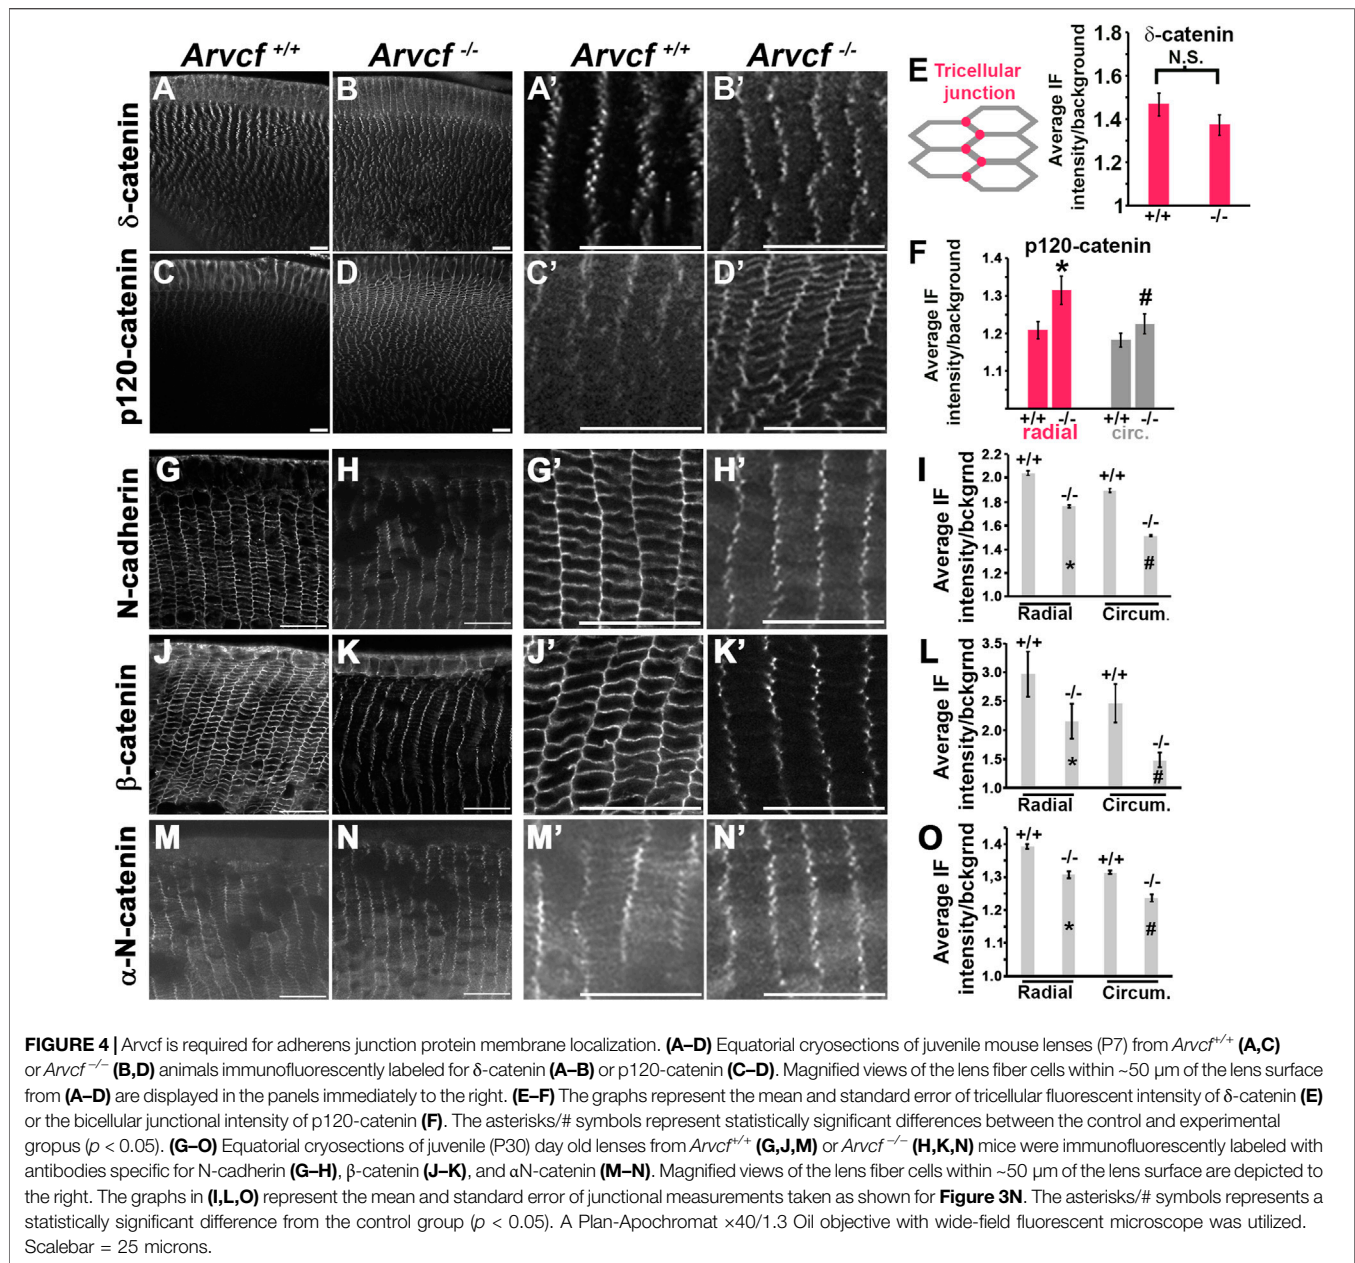 Arvcf +/+
Arvcf -/-
Arvcf +/+
Arvcf -/-
δ-catenin
A
B
A’
B’
E
Tricellular
junction
δ-catenin
N.S.
Average IF
intensity/background
1.8
1.6
1.4
1.2
1
+/+
-/-
p120-catenin
C
D
C’
D’
F
p120-catenin
Average IF
intensity/background
1.4
1.3
1.2
1.1
*
#
+/+ -/- +/+ -/-
radial circ.
N-cadherin
G
H
G’
H’
I
Average IF
intensity/bckgrnd
2.2
2.0
1.8
1.6
1.4
1.2
1.0
+/+
-/-
+/+
-/-
*
#
Radial Circum.
β-catenin
J
K
J’
K’
L
Average IF
intensity/bckgrnd
3.5
3.0
2.5
2.0
1.5
1.0
+/+
-/-
+/+
-/-
*
#
Radial Circum.
α-N-catenin
M
N
M’
N’
O
Average IF
intensity/bckgrnd
1.4
1.3
1.2
1.1
1.0
+/+
-/-
+/+
-/-
*
#
Radial Circum.
FIGURE 4 | Arvcf is required for adherens junction protein membrane localization. (A–D) Equatorial cryosections of juvenile mouse lenses (P7) from Arvcf+/+ (A,C)
or Arvcf −/− (B,D) animals immunofluorescently labeled for δ-catenin (A–B) or p120-catenin (C–D). Magnified views of the lens fiber cells within ~50 µm of the lens surface
from (A–D) are displayed in the panels immediately to the right. (E–F) The graphs represent the mean and standard error of tricellular fluorescent intensity of δ-catenin (E)
or the bicellular junctional intensity of p120-catenin (F). The asterisks/# symbols represent statistically significant differences between the control and experimental
gropus (p < 0.05). (G–O) Equatorial cryosections of juvenile (P30) day old lenses from Arvcf+/+ (G,J,M) or Arvcf −/− (H,K,N) mice were immunofluorescently labeled with
antibodies specific for N-cadherin (G–H), β-catenin (J–K), and αN-catenin (M–N). Magnified views of the lens fiber cells within ~50 µm of the lens surface are depicted to
the right. The graphs in (I,L,O) represent the mean and standard error of junctional measurements taken as shown for Figure 3N. The asterisks/# symbols represents a
statistically significant difference from the control group (p < 0.05). A Plan-Apochromat ×40/1.3 Oil objective with wide-field fluorescent microscope was utilized.
Scalebar = 25 microns.